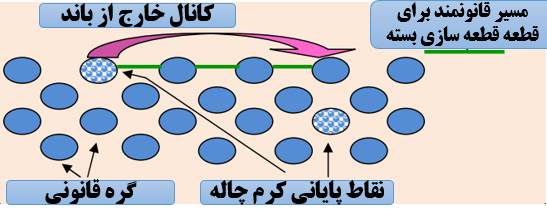 کانال خارج از باند
مسیر قانونمند برای
قطعه قطعه سازی بسته
گره قانونی
نقاط پایانی کرم چاله